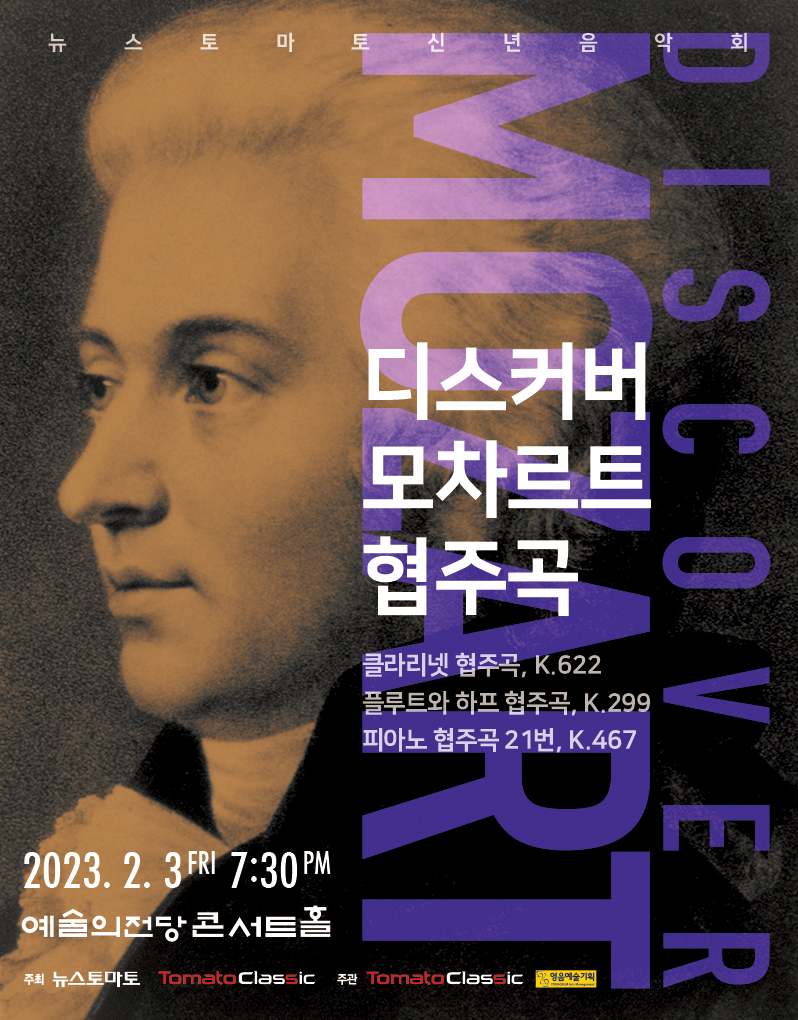 뉴스토마토신년음악회
DISCOVER
MOZART
디스커버
모차르트
협주곡
클라리넷 협주곡, K.622
플루트와 하프 협주곡, K.299
피아노 협주곡 21번, K.467
2023. 2. 3 FRI 7:30 PM
예술의전당 콘서트홀
주최 뉴스토마토 TomatoClassic 주관 TomatoClassic 영음예술기획